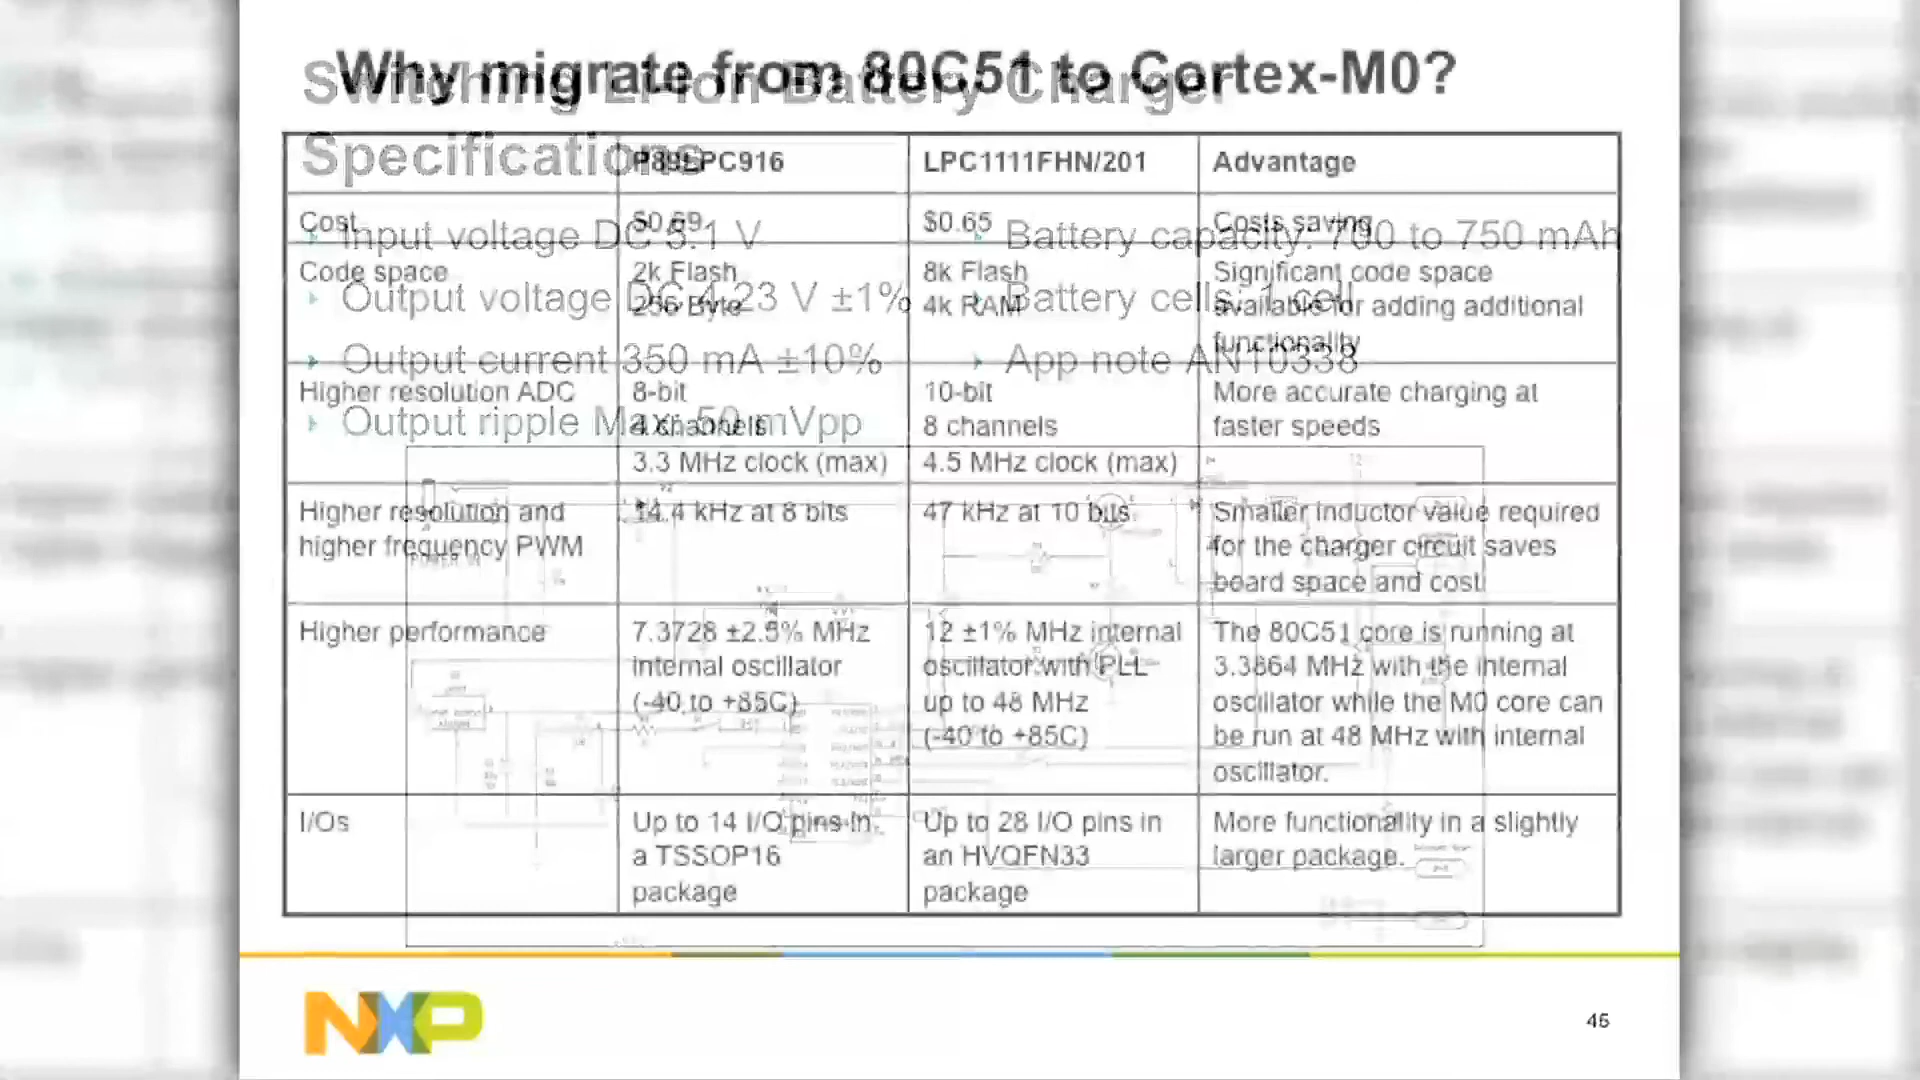 Why migrate from 80C51 to Cortex-M0?
Switching Li-Ion Battery Charger
Specifications
Input voltage DC 5.1 V
Output voltage DC 4.23 V ±1%
Output current 350 mA ±10%
Output ripple Max. 50 mVpp
Battery capacity: 700 to 750 mAh
Battery cells: 1 cell
App note AN10338
P89LPC916
LPC1111FHN/201
Advantage
Cost
$0.69
$0.65
Costs saving
Code space
2k Flash
256 Byte
8k Flash
4k RAM
Significant code space
available for adding additional
functionality
Higher resolution ADC
8-bit
4 channels
3.3 MHz clock (max)
10-bit
8 channels
4.5 MHz clock (max)
More accurate charging at
faster speeds
Higher resolution and
higher frequency PWM
14.4 kHz at 8 bits
47 kHz at 10 bits
Smaller inductor value required
for the charger circuit saves
board space and cost
Higher performance
7.3728 ±2.5% MHz
internal oscillator
(-40 to +85C)
12 ±1% MHz internal
oscillator with PLL
up to 48 MHz
(-40 to +85C)
The 80C51 core is running at
3.3864 MHz with the internal
oscillator while the M0 core can
be run at 48 MHz with internal
oscillator.
I/Os
Up to 14 I/O pins in
a TSSOP16
package
Up to 28 I/O pins in
an HVQFN33
package
More functionality in a slightly
larger package.
POWER IN
NXP
45